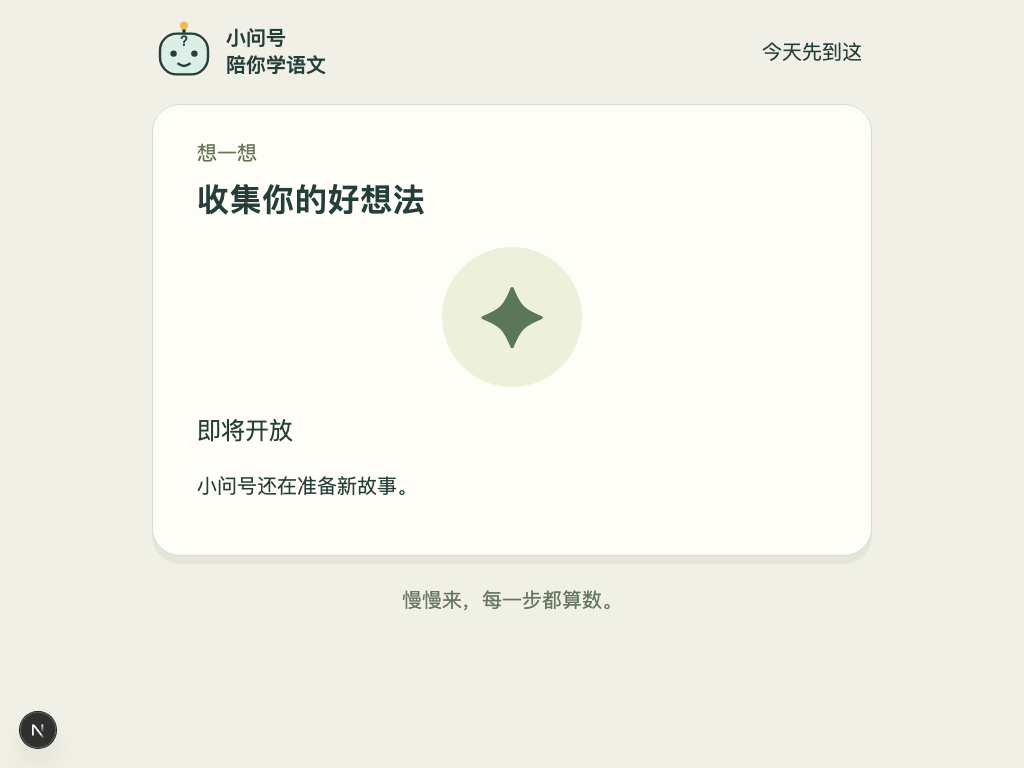 ?
小问号
陪你学语文
今天先到这
想一想
收集你的好想法
即将开放
小问号还在准备新故事。
慢慢来，每一步都算数。
N